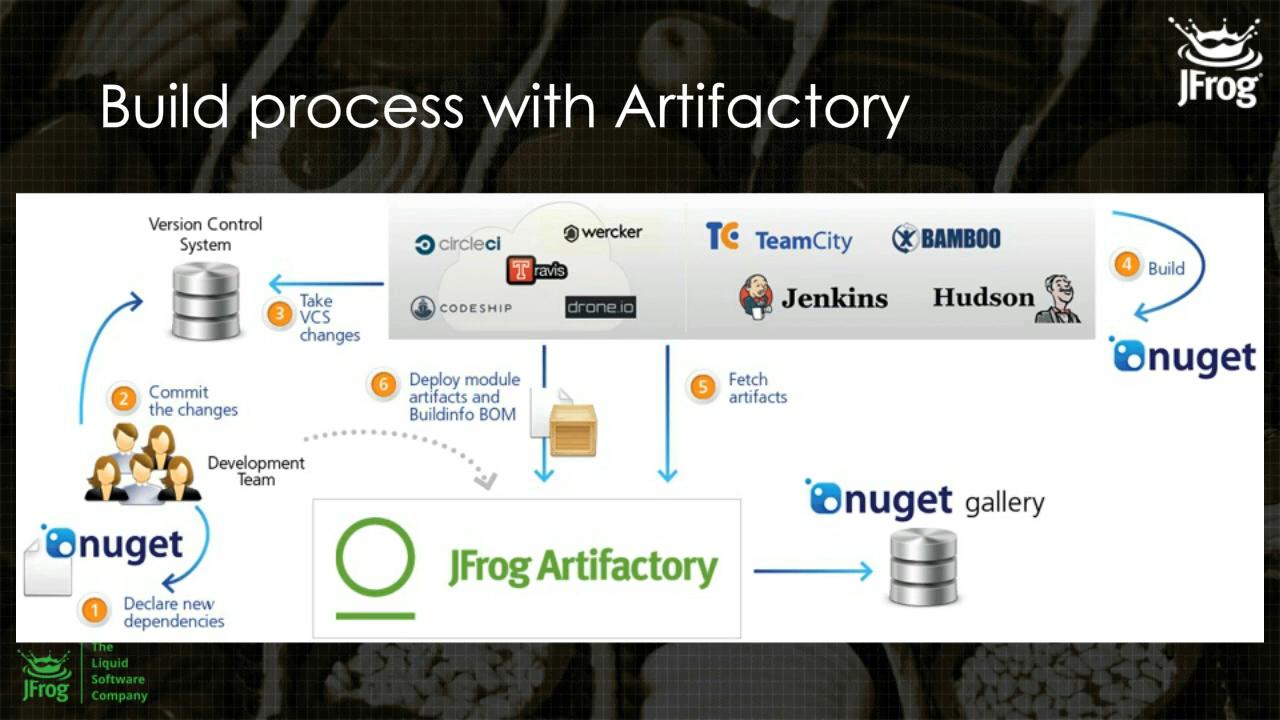 JFrog
Build process with Artifactory
Version Control
System
circleci
wercker
Travis
CODESHIP
drone.io
TC TeamCity
BAMBOO
Jenkins
Hudson
4 Build
nuget
3 Take
VCS
changes
2 Commit
the changes
6 Deploy module
artifacts and
Buildinfo BOM
5 Fetch
artifacts
Development
Team
nuget
1 Declare new
dependencies
JFrog Artifactory
nuget gallery
JFrog
The
Liquid
Software
Company